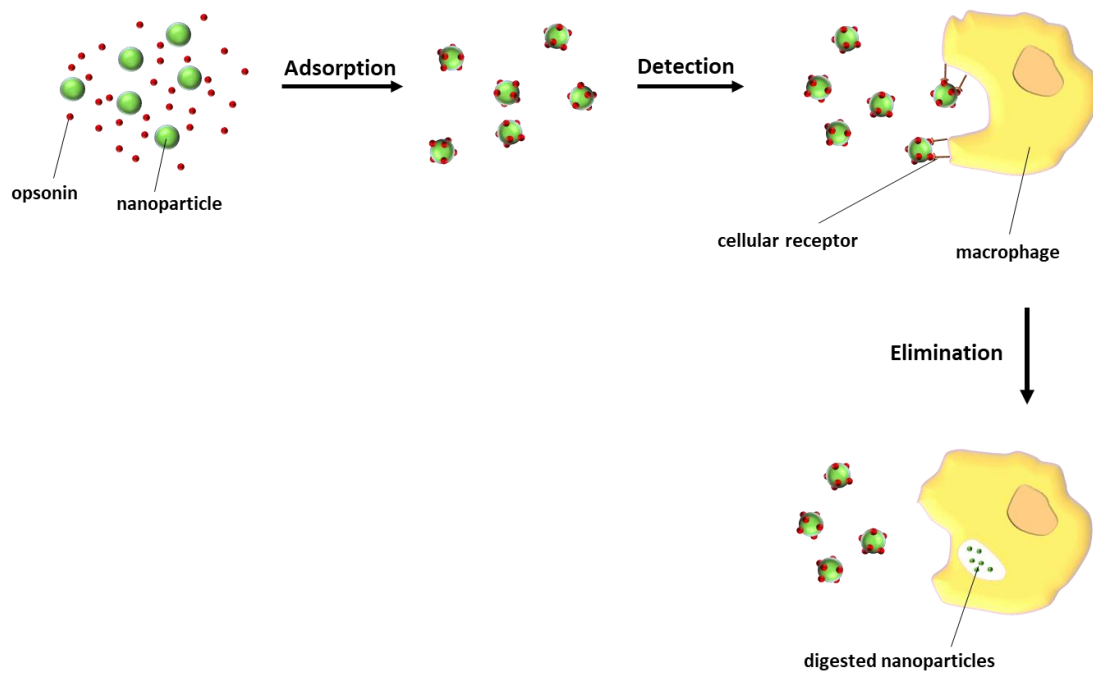 Adsorption
Detection
opsonin
nanoparticle
cellular receptor
macrophage
Elimination
digested nanoparticles